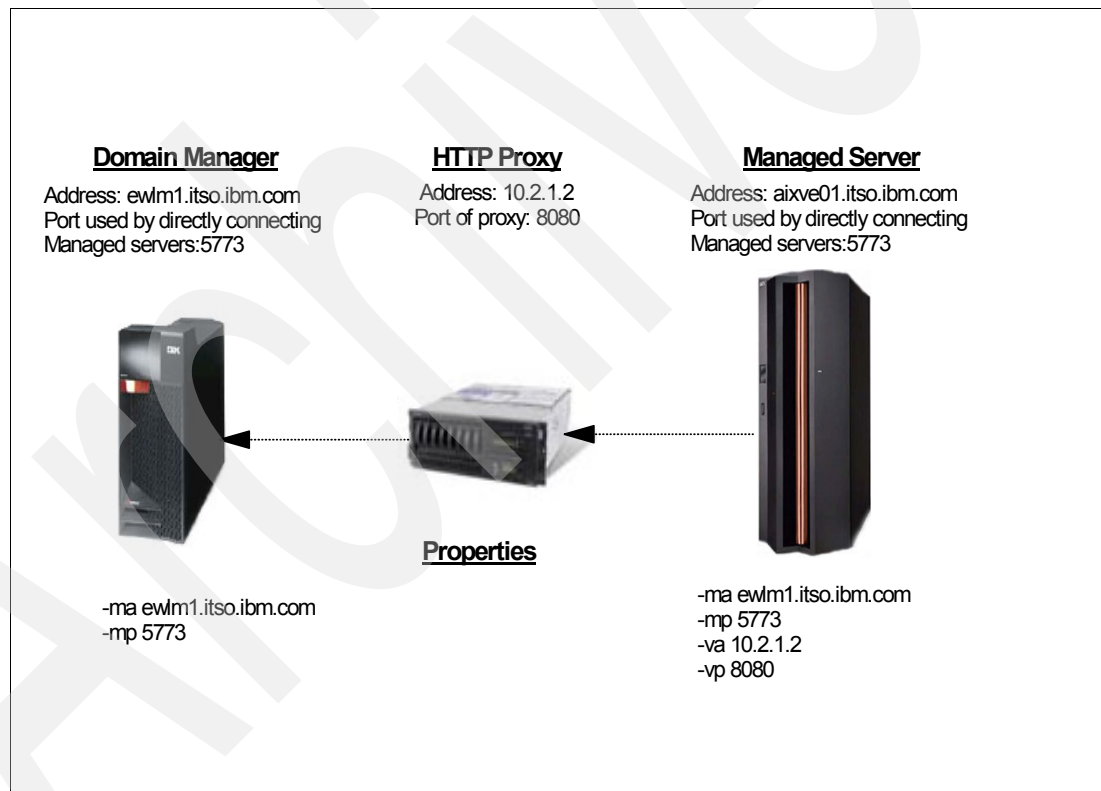 Domain Manager
Address: ewlm1.itso.ibm.com
Port used by directly connecting
Managed servers:5773
HTTP Proxy
Address: 10.2.1.2
Port of proxy: 8080
Managed Server
Address: aixve01.itso.ibm.com
Port used by directly connecting
Managed servers:5773
IBM
Properties
-ma ewlm1.itso.ibm.com
-mp 5773
-ma ewlm1.itso.ibm.com
-mp 5773
-va 10.2.1.2
-vp 8080
Archive